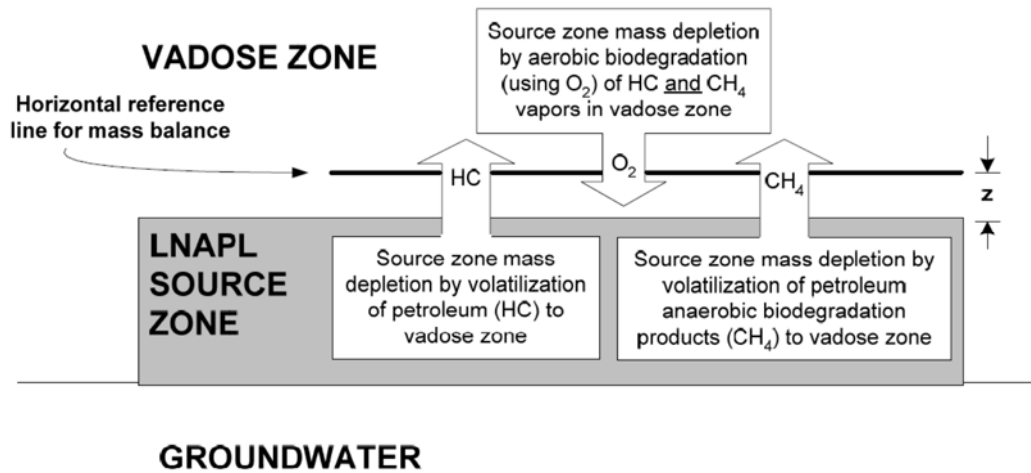 VADOSE ZONE
Source zone mass depletion
by aerobic biodegradation
(using O₂) of HC and CH₄
vapors in vadose zone
Horizontal reference
line for mass balance
HC
O₂
CH₄
z
LNAPL
SOURCE
ZONE
Source zone mass
depletion by volatilization
of petroleum (HC) to
vadose zone
Source zone mass depletion by
volatilization of petroleum
anaerobic biodegradation
products (CH₄) to vadose zone
GROUNDWATER